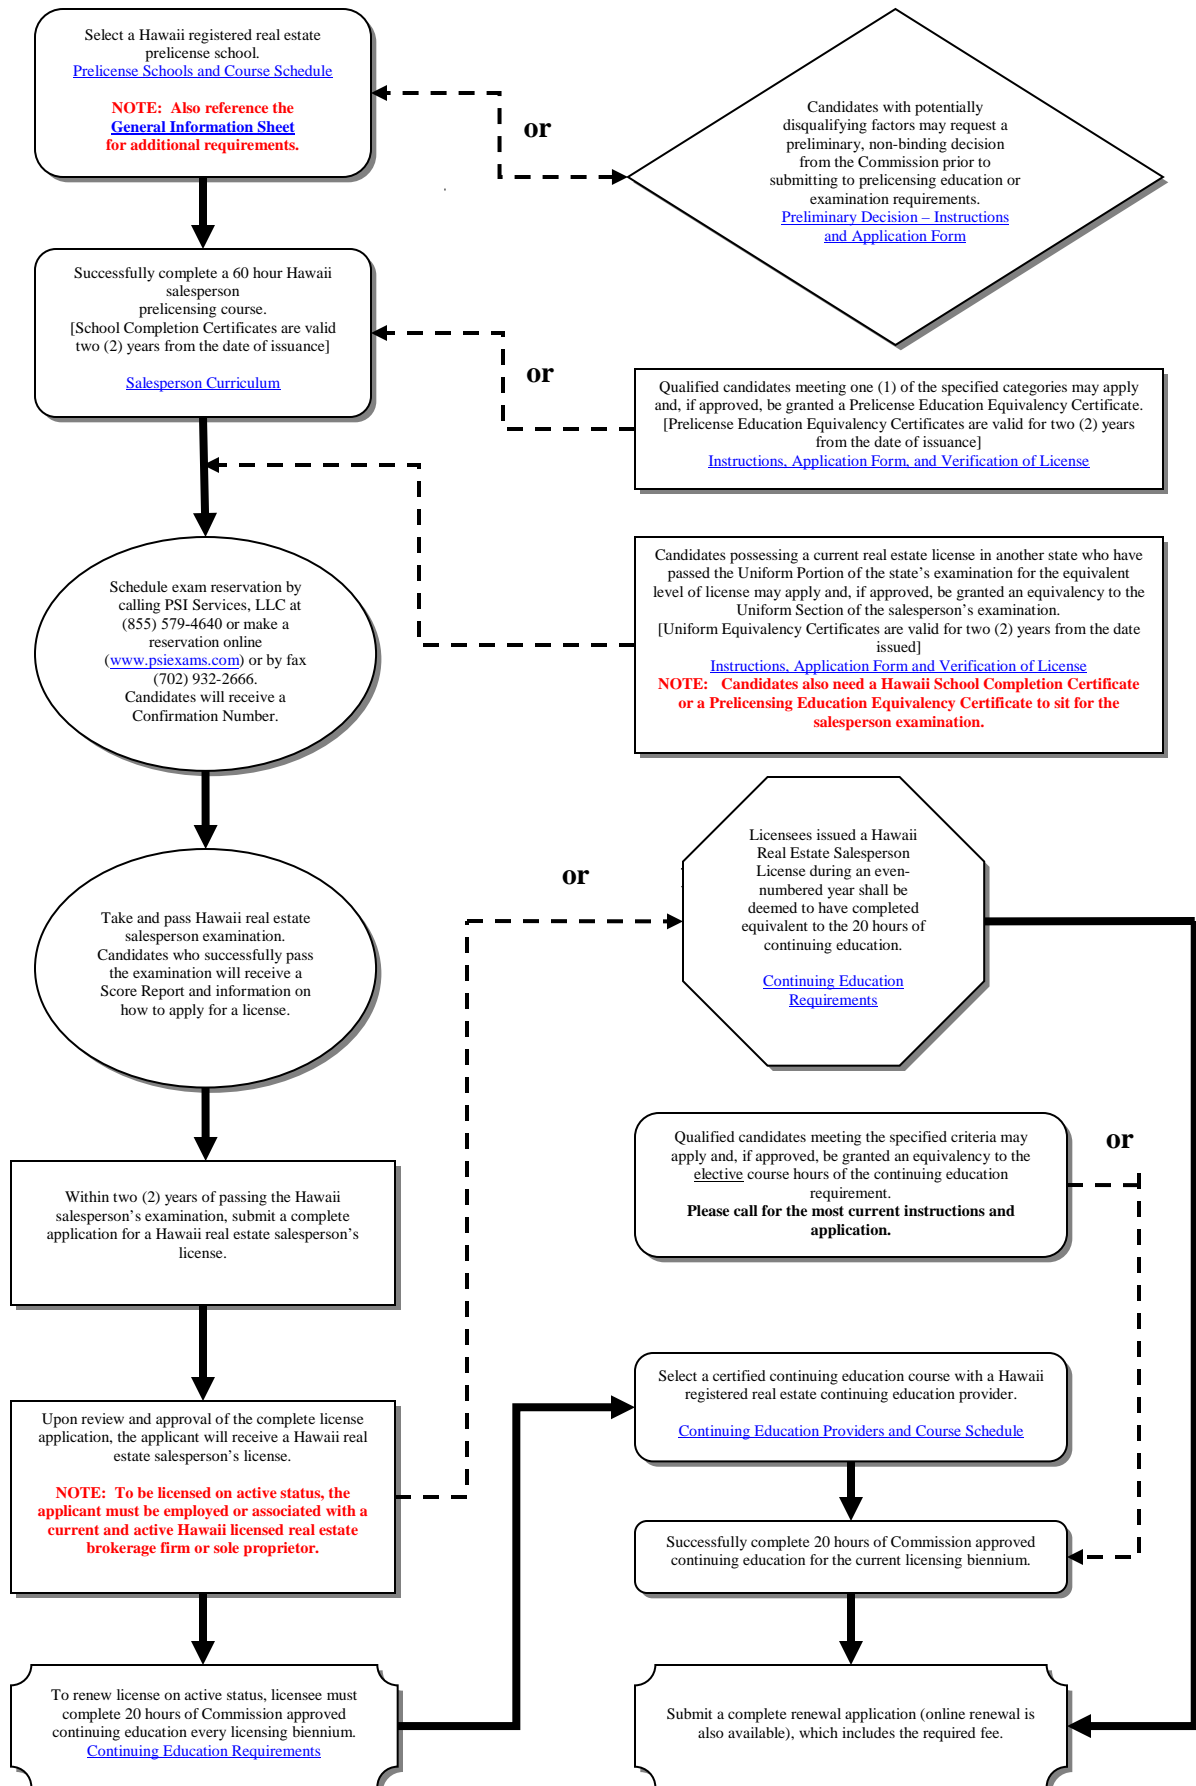 Select a Hawaii registered real estate
prelicense school.
Prelicense Schools and Course Schedule
NOTE: Also reference the
General Information Sheet
for additional requirements.
or
Candidates with potentially
disqualifying factors may request a
preliminary, non-binding decision
from the Commission prior to
submitting to prelicensing education or
examination requirements.
Preliminary Decision – Instructions
and Application Form
Successfully complete a 60 hour Hawaii
salesperson
prelicensing course.
[School Completion Certificates are valid
two (2) years from the date of issuance]
Salesperson Curriculum
or
Qualified candidates meeting one (1) of the specified categories may apply
and, if approved, be granted a Prelicense Education Equivalency Certificate.
[Prelicense Education Equivalency Certificates are valid for two (2) years
from the date of issuance]
Instructions, Application Form, and Verification of License
Candidates possessing a current real estate license in another state who have
passed the Uniform Portion of the state’s examination for the equivalent
level of license may apply and, if approved, be granted an equivalency to the
Uniform Section of the salesperson’s examination.
[Uniform Equivalency Certificates are valid for two (2) years from the date
issued]
Instructions, Application Form and Verification of License
NOTE: Candidates also need a Hawaii School Completion Certificate
or a Prelicensing Education Equivalency Certificate to sit for the
salesperson examination.
Schedule exam reservation by
calling PSI Services, LLC at
(855) 579-4640 or make a
reservation online
(www.psiexams.com) or by fax
(702) 932-2666.
Candidates will receive a
Confirmation Number.
Take and pass Hawaii real estate
salesperson examination.
Candidates who successfully pass
the examination will receive a
Score Report and information on
how to apply for a license.
or
Licensees issued a Hawaii
Real Estate Salesperson
License during an even-
numbered year shall be
deemed to have completed
equivalent to the 20 hours of
continuing education.
Continuing Education
Requirements
Within two (2) years of passing the Hawaii
salesperson’s examination, submit a complete
application for a Hawaii real estate salesperson’s
license.
Qualified candidates meeting the specified criteria may
apply and, if approved, be granted an equivalency to the
elective course hours of the continuing education
requirement.
Please call for the most current instructions and
application.
or
Upon review and approval of the complete license
application, the applicant will receive a Hawaii real
estate salesperson’s license.
NOTE: To be licensed on active status, the
applicant must be employed or associated with a
current and active Hawaii licensed real estate
brokerage firm or sole proprietor.
Select a certified continuing education course with a Hawaii
registered real estate continuing education provider.
Continuing Education Providers and Course Schedule
Successfully complete 20 hours of Commission approved
continuing education for the current licensing biennium.
To renew license on active status, licensee must
complete 20 hours of Commission approved
continuing education every licensing biennium.
Continuing Education Requirements
Submit a complete renewal application (online renewal is
also available), which includes the required fee.